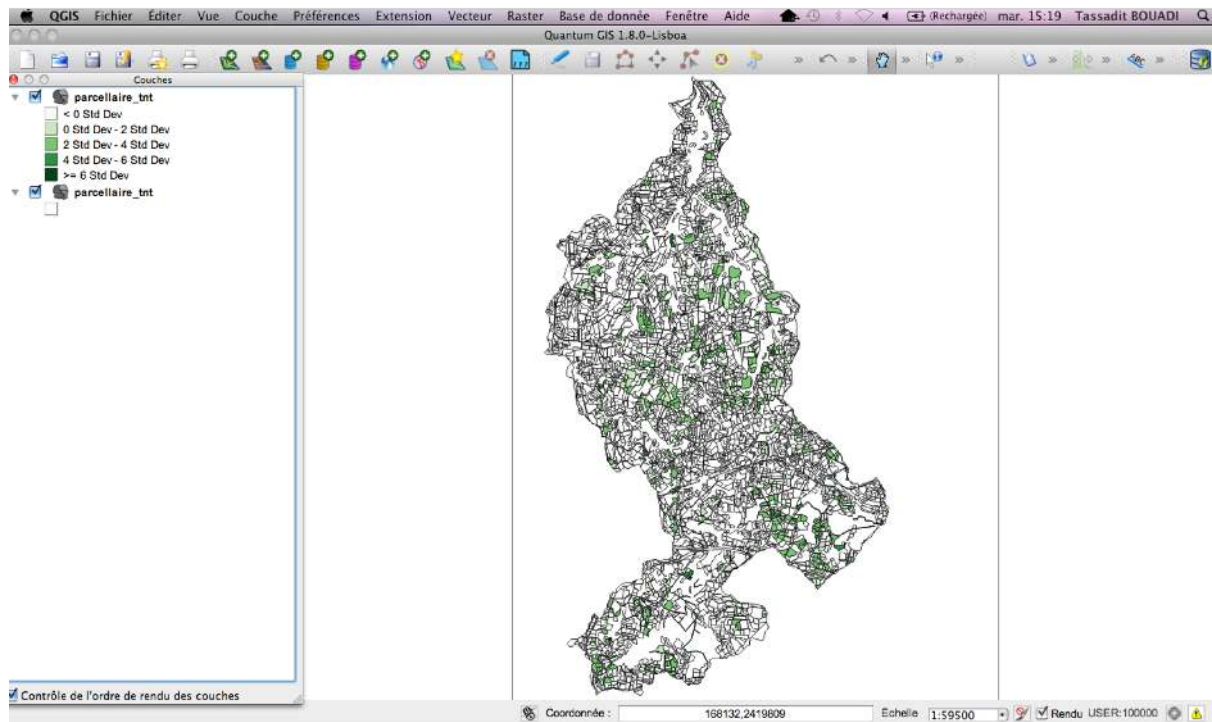 QGIS Fichier Éditer Vue Couche Préférences Extension Vecteur Raster Base de donnée Fenêtre Aide (Rechargée) mar. 15:19 Tassadit BOUADI
Quantum GIS 1.8.0-Lisboa
Couches
parcellaire_tnt
< 0 Std Dev
0 Std Dev - 2 Std Dev
2 Std Dev - 4 Std Dev
4 Std Dev - 6 Std Dev
>= 6 Std Dev
parcellaire_tnt
Contrôle de l'ordre de rendu des couches
Coordonnée : 168132,2419809 Echelle 1:59500 Rendu USER:100000